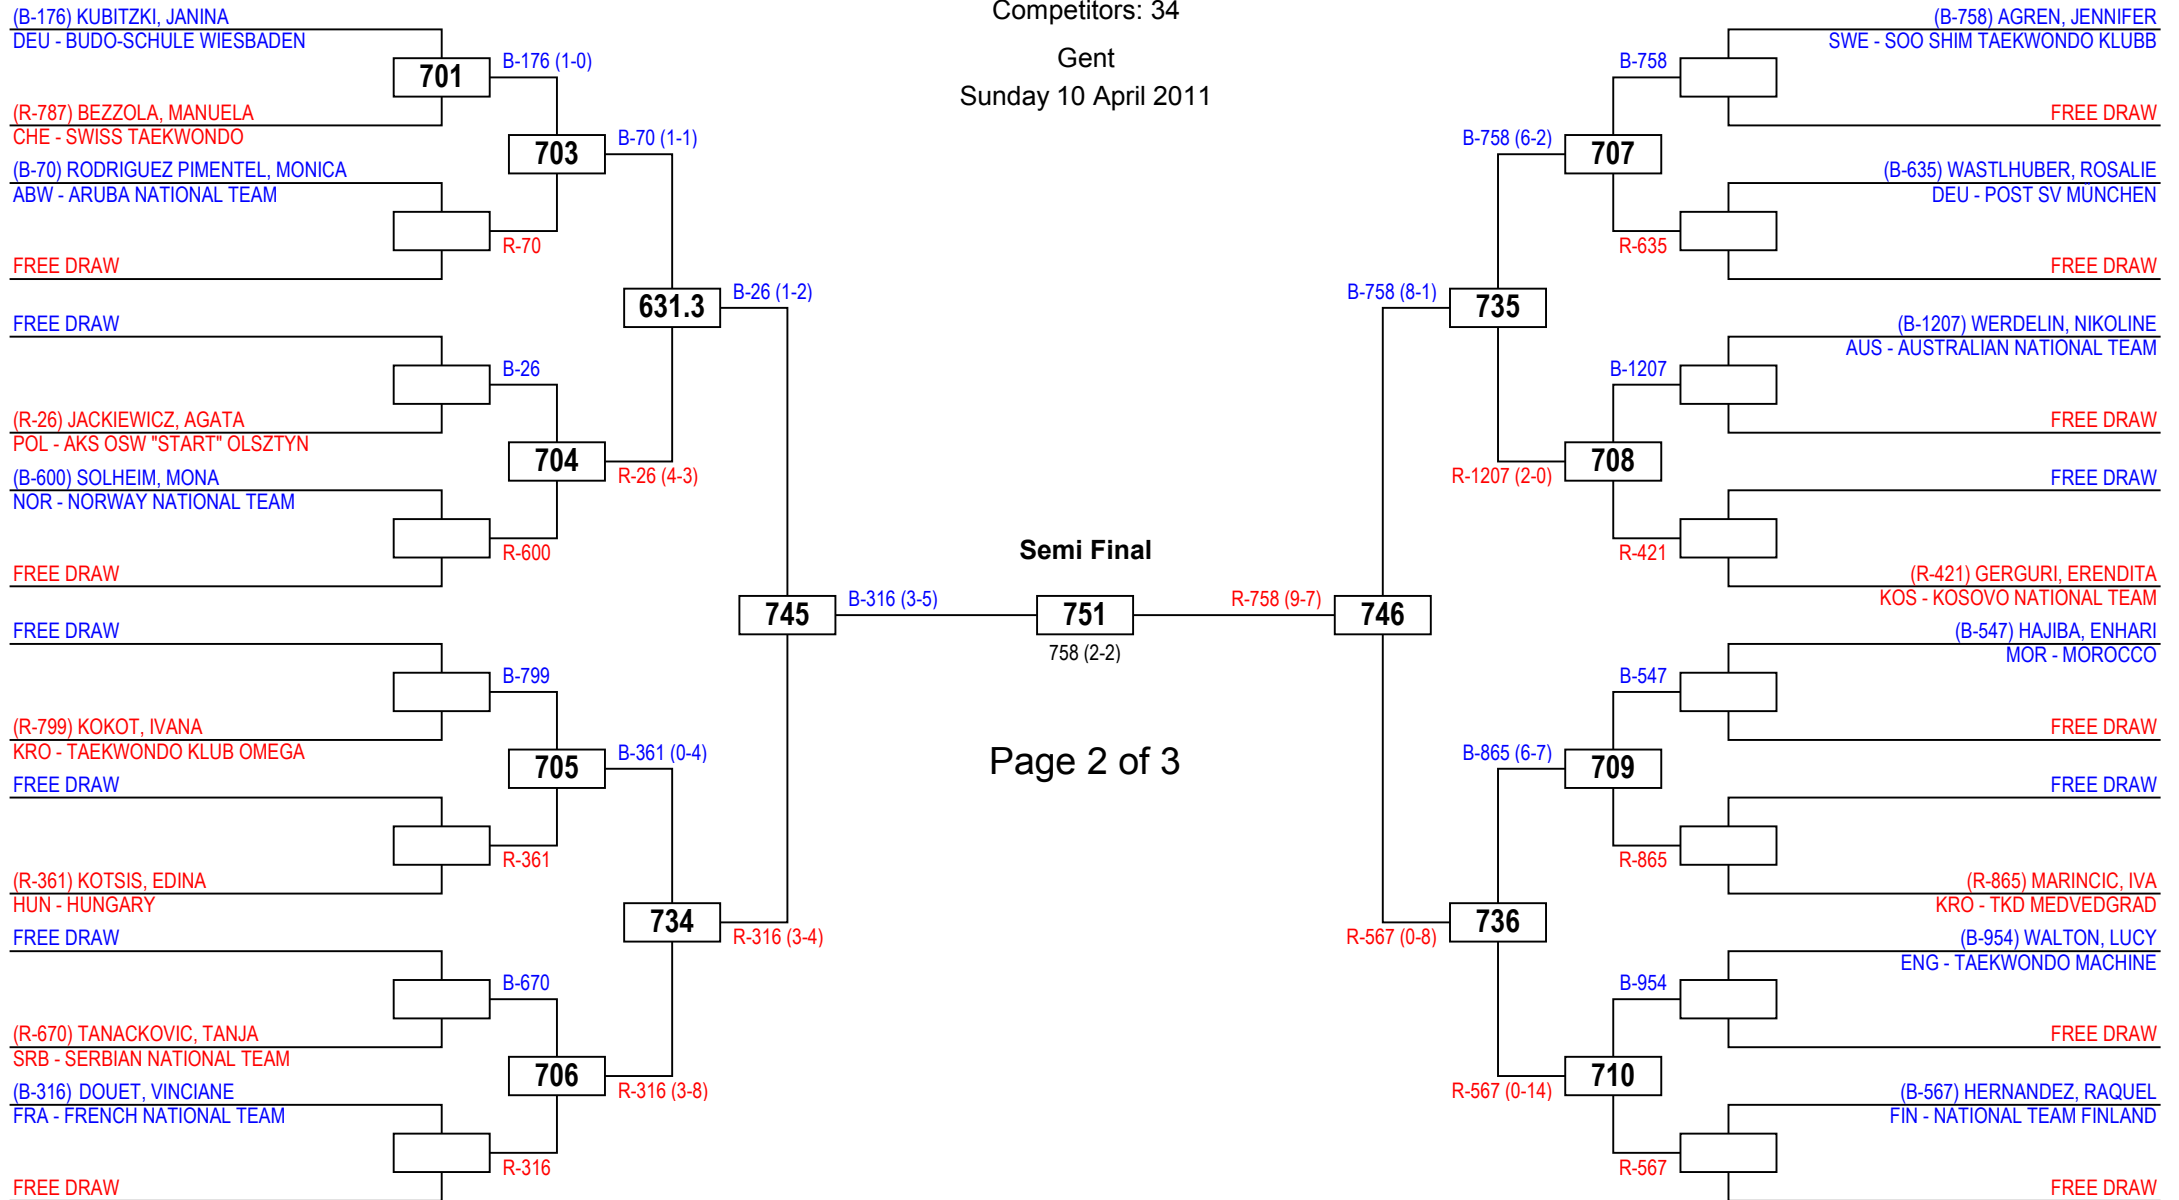 Competitors: 34
Gent
Sunday 10 April 2011
(B-176) KUBITZKI, JANINA
DEU - BUDO-SCHULE WIESBADEN
701
B-176 (1-0)
(R-787) BEZZOLA, MANUELA
CHE - SWISS TAEKWONDO
703
B-70 (1-1)
(B-70) RODRIGUEZ PIMENTEL, MONICA
ABW - ARUBA NATIONAL TEAM
R-70
FREE DRAW
631.3
B-26 (1-2)
FREE DRAW
B-26
(R-26) JACKIEWICZ, AGATA
POL - AKS OSW "START" OLSZTYN
704
R-26 (4-3)
(B-600) SOLHEIM, MONA
NOR - NORWAY NATIONAL TEAM
R-600
FREE DRAW
745
B-316 (3-5)
FREE DRAW
B-799
(R-799) KOKOT, IVANA
KRO - TAEKWONDO KLUB OMEGA
705
B-361 (0-4)
FREE DRAW
R-361
(R-361) KOTSIS, EDINA
HUN - HUNGARY
734
R-316 (3-4)
FREE DRAW
B-670
(R-670) TANACKOVIC, TANJA
SRB - SERBIAN NATIONAL TEAM
706
R-316 (3-8)
(B-316) DOUET, VINCIANE
FRA - FRENCH NATIONAL TEAM
R-316
FREE DRAW
Semi Final
751
758 (2-2)
Page 2 of 3
(B-758) AGREN, JENNIFER
SWE - SOO SHIM TAEKWONDO KLUBB
B-758
FREE DRAW
B-758 (6-2)
707
(B-635) WASTLHUBER, ROSALIE
DEU - POST SV MÜNCHEN
R-635
FREE DRAW
B-758 (8-1)
735
(B-1207) WERDELIN, NIKOLINE
AUS - AUSTRALIAN NATIONAL TEAM
B-1207
FREE DRAW
R-1207 (2-0)
708
FREE DRAW
R-421
(R-421) GERGURI, ERENDITA
KOS - KOSOVO NATIONAL TEAM
R-758 (9-7)
746
(B-547) HAJIBA, ENHARI
MOR - MOROCCO
B-547
FREE DRAW
B-865 (6-7)
709
FREE DRAW
R-865
(R-865) MARINCIC, IVA
KRO - TKD MEDVEDGRAD
R-567 (0-8)
736
(B-954) WALTON, LUCY
ENG - TAEKWONDO MACHINE
B-954
FREE DRAW
R-567 (0-14)
710
(B-567) HERNANDEZ, RAQUEL
FIN - NATIONAL TEAM FINLAND
R-567
FREE DRAW